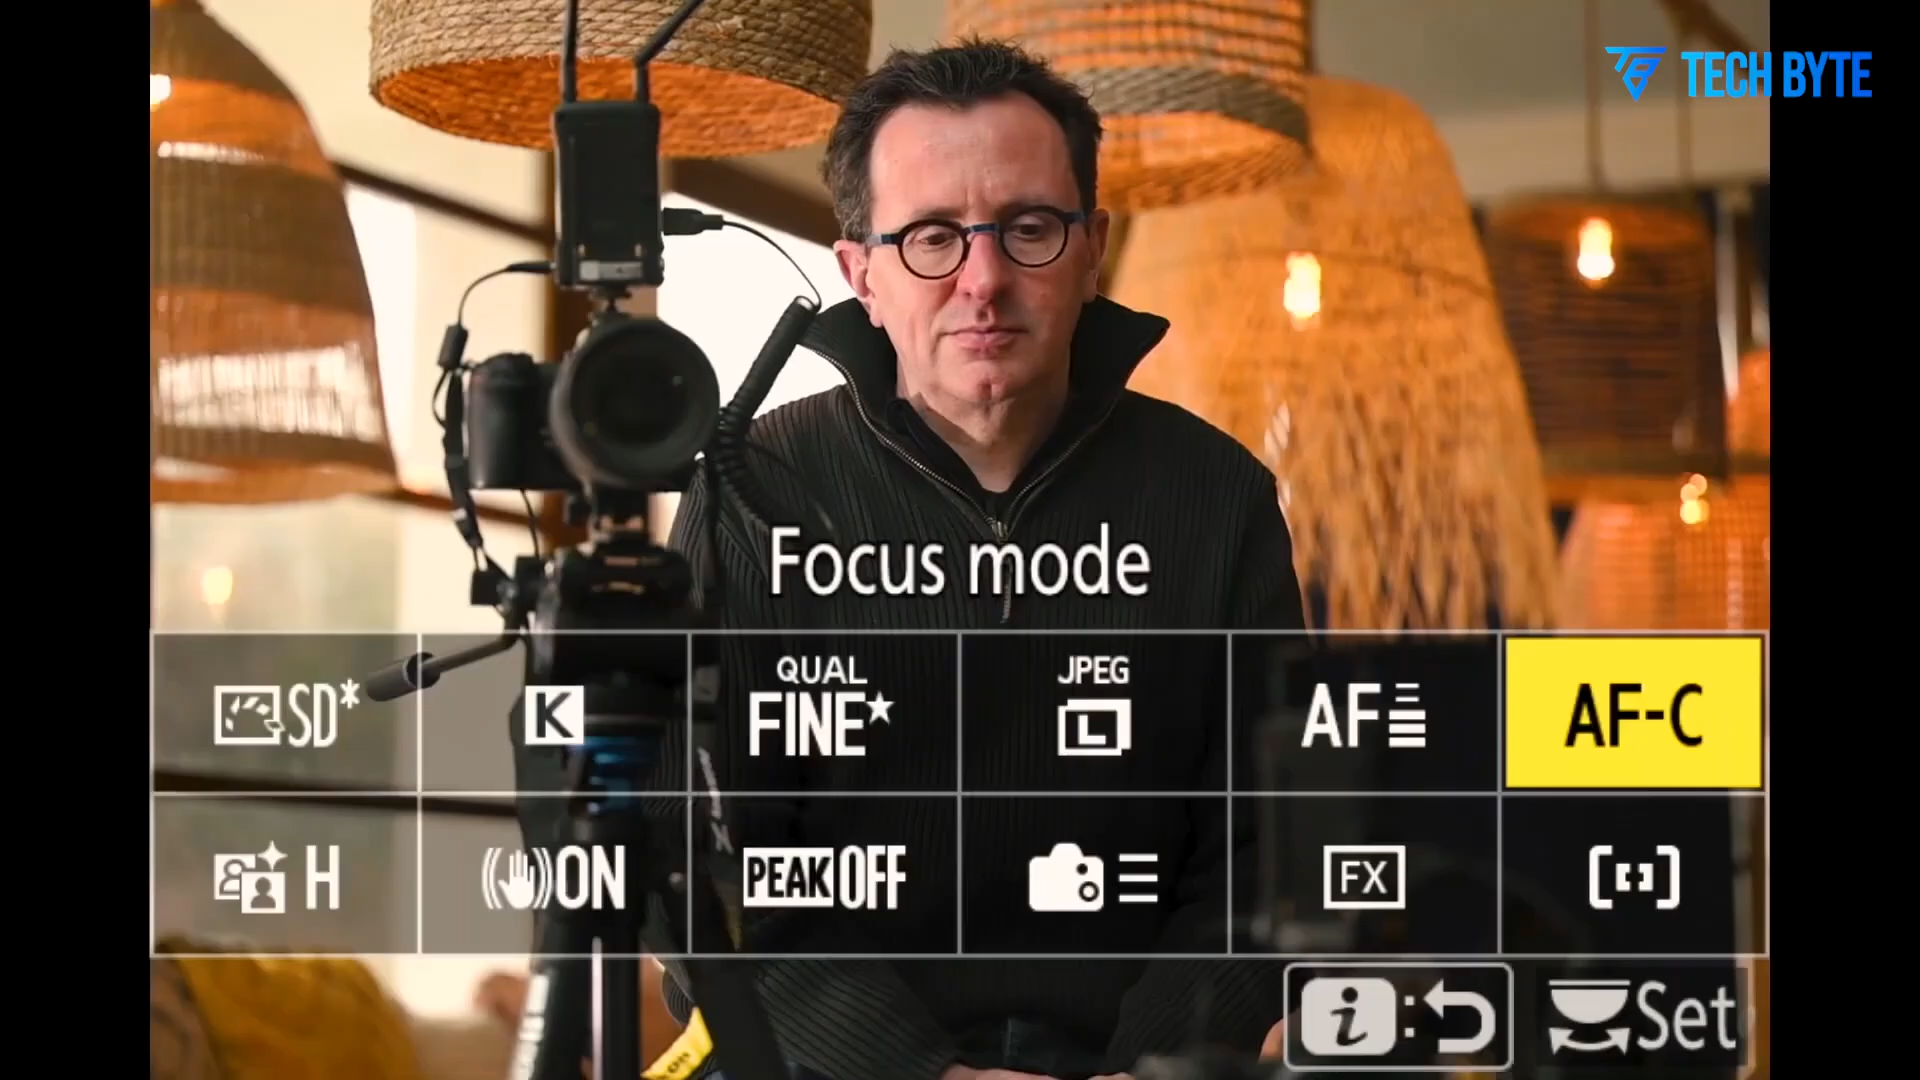 TECH BYTE
Focus mode
SD*
K
QUAL
FINE★
JPEG
L
AF
AF-C
H
ON
PEAK OFF
FX
i : Set